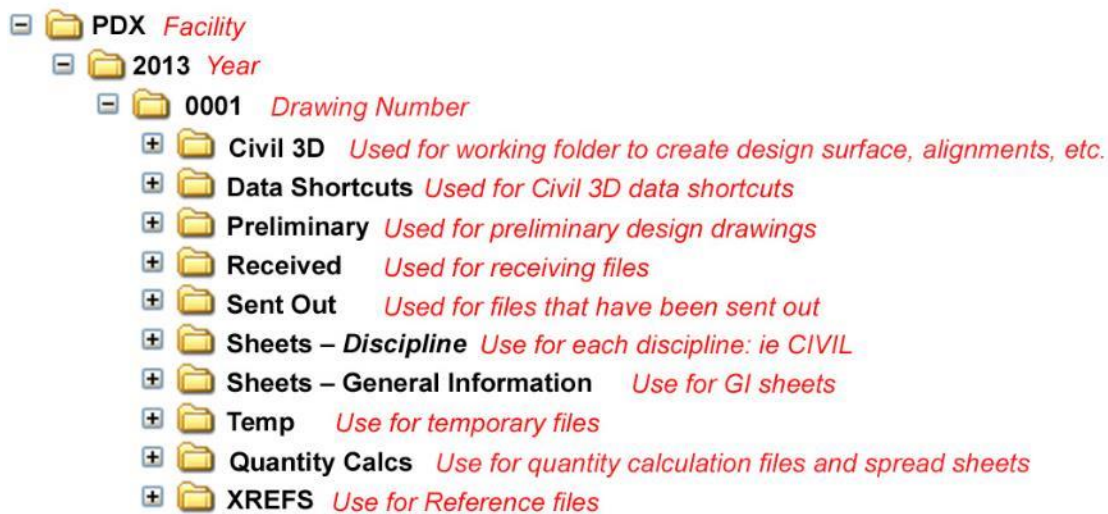 PDX Facility
2013 Year
0001 Drawing Number
Civil 3D Used for working folder to create design surface, alignments, etc.
Data Shortcuts Used for Civil 3D data shortcuts
Preliminary Used for preliminary design drawings
Received Used for receiving files
Sent Out Used for files that have been sent out
Sheets – Discipline Use for each discipline: ie CIVIL
Sheets – General Information Use for GI sheets
Temp Use for temporary files
Quantity Calcs Use for quantity calculation files and spread sheets
XREFS Use for Reference files